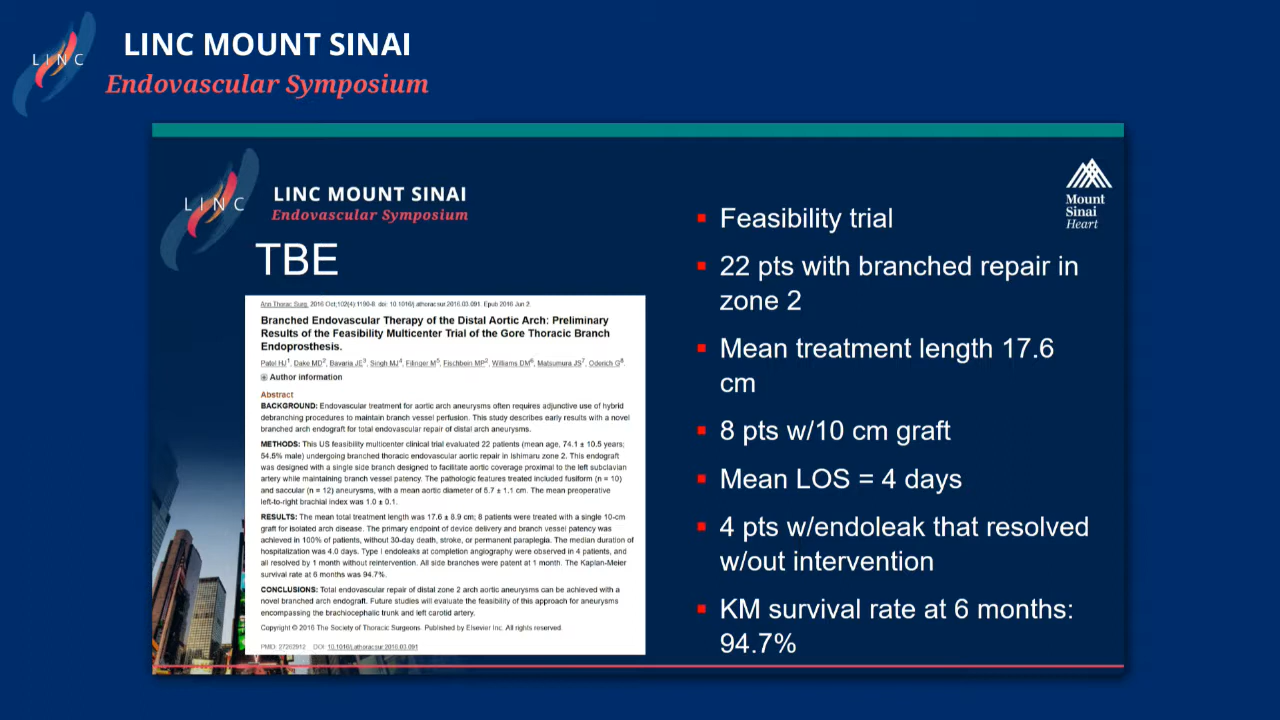 LINC
LINC MOUNT SINAI
Endovascular Symposium
LINC
LINC MOUNT SINAI
Endovascular Symposium
Mount
Sinai
Heart
TBE
Ann Thorac Surg. 2016 Oct;102(4):1190-8. doi: 10.1016/j.athoracsur.2016.03.091. Epub 2016 Jun 2.
Branched Endovascular Therapy of the Distal Aortic Arch: Preliminary
Results of the Feasibility Multicenter Trial of the Gore Thoracic Branch
Endoprosthesis.
Patel HJ1, Dake MD2, Bavaria JE3, Singh MJ4, Filinger M5, Fischbein MP2, Williams DM6, Matsumura JS7, Oderich G8.
Author information
Abstract
BACKGROUND: Endovascular treatment for aortic arch aneurysms often requires adjunctive use of hybrid
debranching procedures to maintain branch vessel perfusion. This study describes early results with a novel
branched arch endograft for total endovascular repair of distal arch aneurysms.
METHODS: This US feasibility multicenter clinical trial evaluated 22 patients (mean age, 74.1 ± 10.5 years;
54.5% male) undergoing branched thoracic endovascular aortic repair in Ishimaru zone 2. This endograft
was designed with a single side branch designed to facilitate aortic coverage proximal to the left subclavian
artery while maintaining branch vessel patency. The pathologic features treated included fusiform (n = 10)
and saccular (n = 12) aneurysms, with a mean aortic diameter of 5.7 ± 1.1 cm. The mean preoperative
left-to-right brachial index was 1.0 ± 0.1.
RESULTS: The mean total treatment length was 17.6 ± 8.9 cm; 8 patients were treated with a single 10-cm
graft for isolated arch disease. The primary endpoint of device delivery and branch vessel patency was
achieved in 100% of patients, without 30-day death, stroke, or permanent paraplegia. The median duration of
hospitalization was 4.0 days. Type I endoleaks at completion angiography were observed in 4 patients, and
all resolved by 1 month without reintervention. All side branches were patent at 1 month. The Kaplan-Meier
survival rate at 6 months was 94.7%.
CONCLUSIONS: Total endovascular repair of distal zone 2 arch aortic aneurysms can be achieved with a
novel branched arch endograft. Future studies will evaluate the feasibility of this approach for aneurysms
encompassing the brachiocephalic trunk and left carotid artery.
Copyright © 2016 The Society of Thoracic Surgeons. Published by Elsevier Inc. All rights reserved.
PMID: 27262912 DOI: 10.1016/j.athoracsur.2016.03.091
Feasibility trial
22 pts with branched repair in
zone 2
Mean treatment length 17.6
cm
8 pts w/10 cm graft
Mean LOS = 4 days
4 pts w/endoleak that resolved
w/out intervention
KM survival rate at 6 months:
94.7%